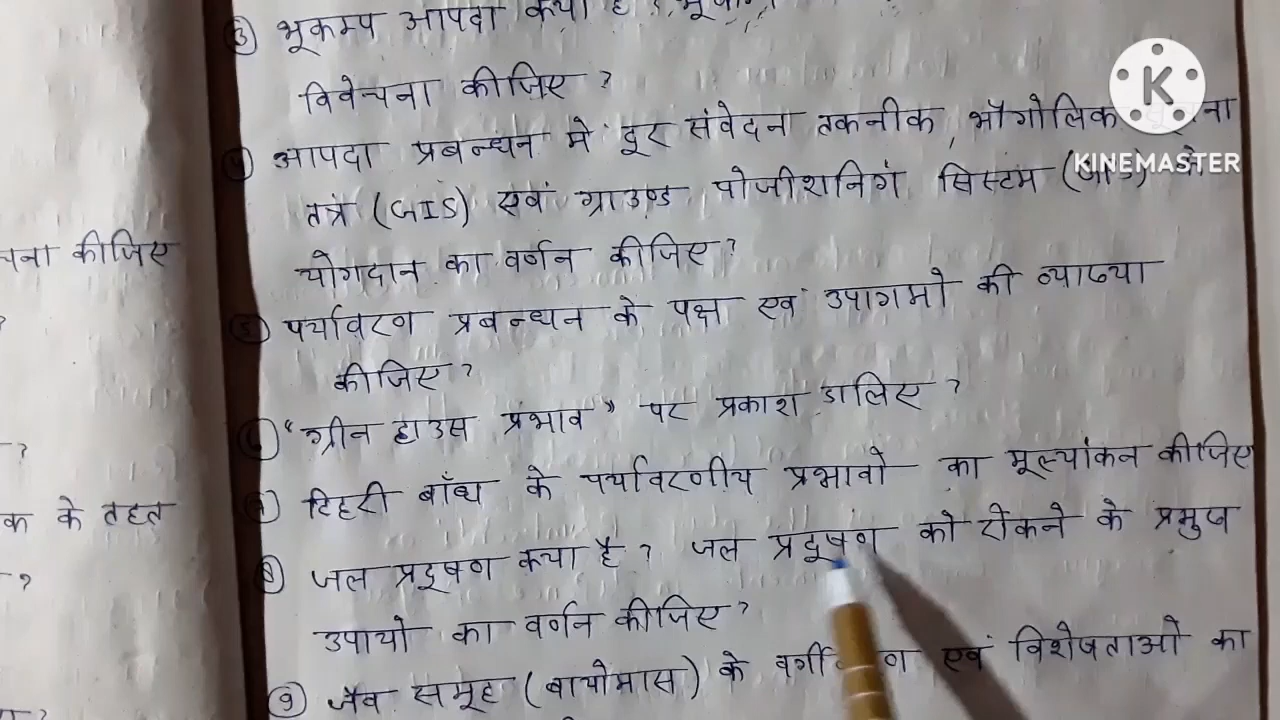 ③ भूकम्प आपदा क्या है
विवेचना कीजिए ?
④ आपदा प्रबन्धन मे दूर संवेदन तकनीक, भौगोलिक
तंत्र (GIS) एवं ग्राउण्ड पोजीशनिगं सिस्टम
योगदान का वर्णन कीजिए ?
⑤ पर्यावरण प्रबन्धन के पक्ष एवं उपागमो की व्याख्या
कीजिए ?
⑥ "ग्रीन हाउस प्रभाव" पर प्रकाश डालिए ?
टिहरी बाँध के पर्यावरणीय प्रभावो का मूल्यांकन कीजिए
⑧ जल प्रदूषण क्या है ? जल प्रदूषण को रोकने के प्रमुख
उपायो का वर्णन कीजिए ?
⑨ जैव समूह (बायोमास) के एवं विशेषताओ का
चना कीजिए
?
?
क के तहत
?
?
K
KINEMASTER